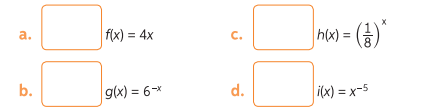 a. f(x) = 4x
c. h(x) = (1/8)ˣ
b. g(x) = 6⁻ˣ
d. i(x) = x⁻⁵